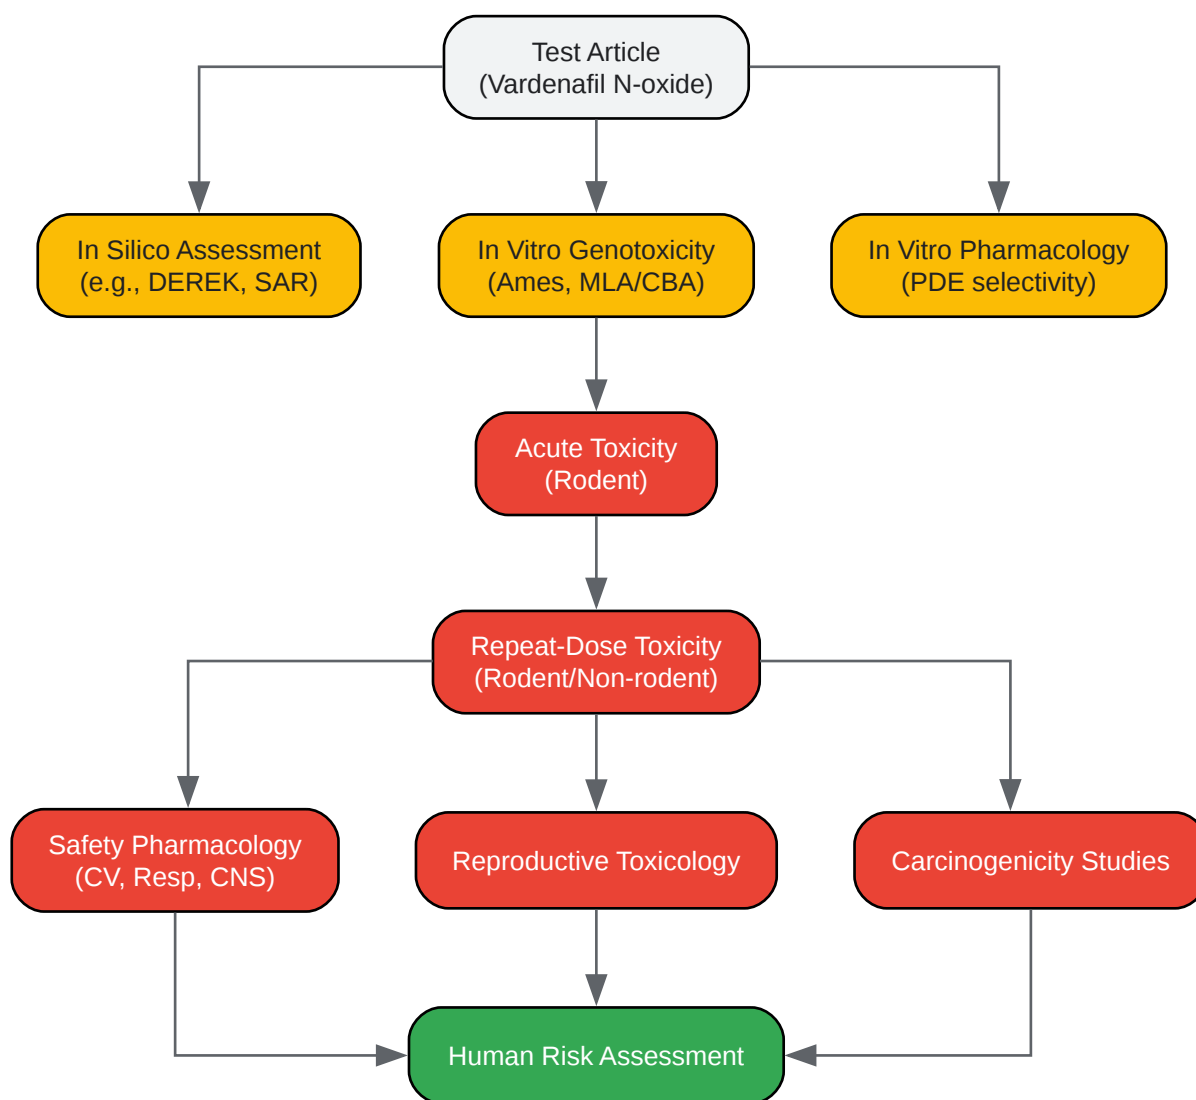 Test Article
(Vardenafil N-oxide)
In Silico Assessment
(e.g., DEREK, SAR)
In Vitro Genotoxicity
(Ames, MLA/CBA)
In Vitro Pharmacology
(PDE selectivity)
Acute Toxicity
(Rodent)
Repeat-Dose Toxicity
(Rodent/Non-rodent)
Safety Pharmacology
(CV, Resp, CNS)
Reproductive Toxicology
Carcinogenicity Studies
Human Risk Assessment